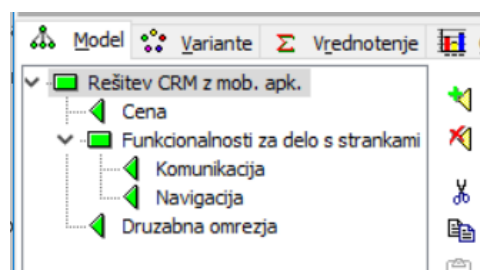 Model Variante Σ Vrednotenje
Rešitev CRM z mob. apk.
Cena
Funkcionalnosti za delo s strankami
Komunikacija
Navigacija
Druzabna omrezja